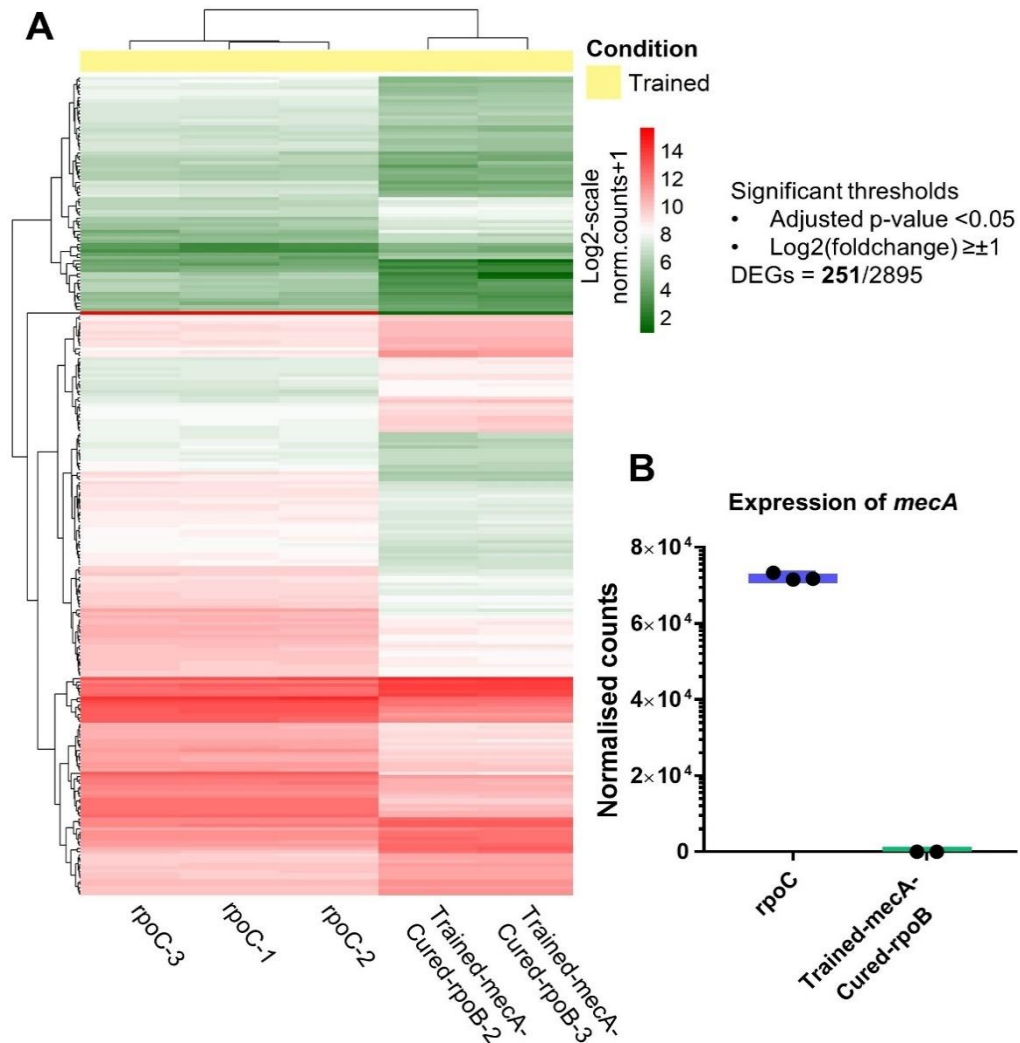 A
Condition
Trained
Log2-scale
norm.counts+1
14
12
10
8
6
4
2
Significant thresholds
• Adjusted p-value <0.05
• Log2(foldchange) ≥±1
DEGs = 251/2895
rpoC-3
rpoC-1
rpoC-2
Trained-mecA-
Cured-rpoB-2
Trained-mecA-
Cured-rpoB-3
B
Expression of mecA
Normalised counts
8×10⁴
6×10⁴
4×10⁴
2×10⁴
0
rpoC
Trained-mecA-
Cured-rpoB